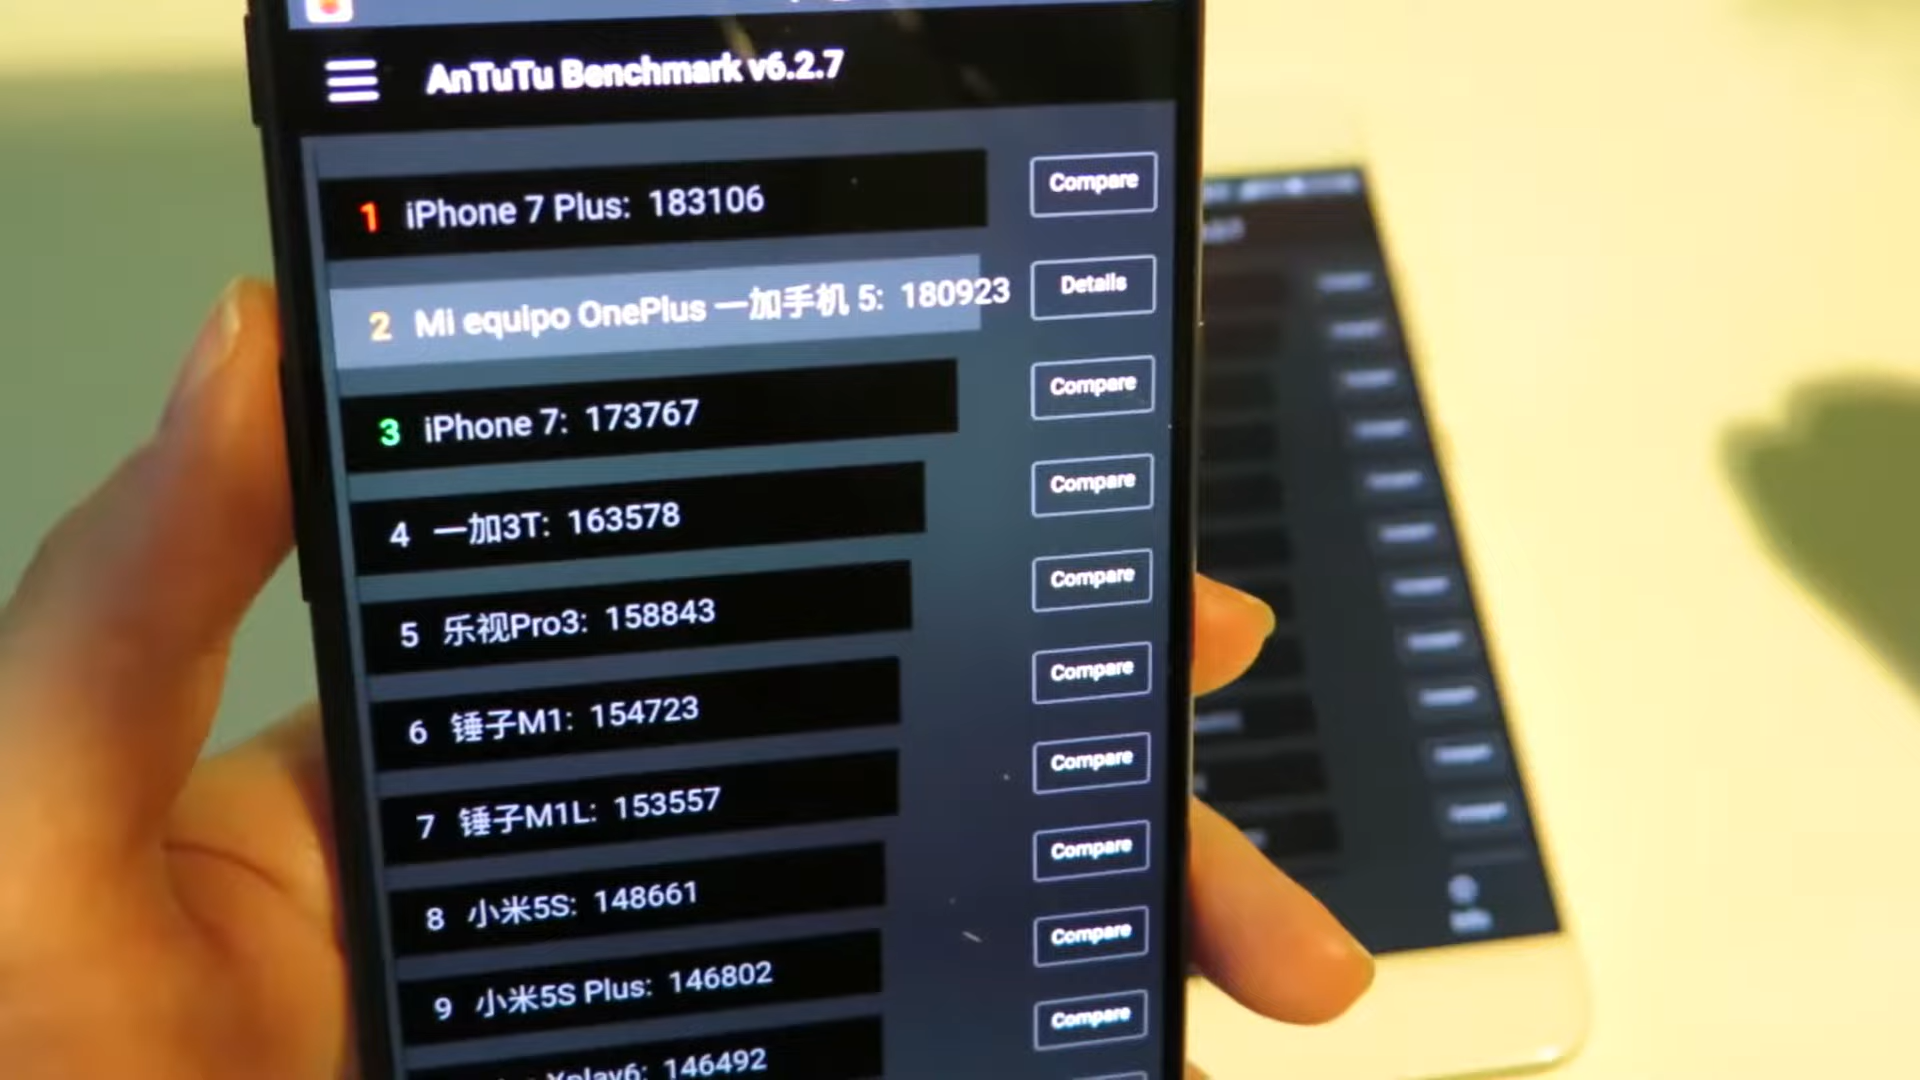 AnTuTu Benchmark v6.2.7
1 iPhone 7 Plus: 183106 Compare
2 Mi equipo OnePlus 一加手机 5: 180923 Details
3 iPhone 7: 173767 Compare
4 一加3T: 163578 Compare
5 乐视Pro3: 158843 Compare
6 锤子M1: 154723 Compare
7 锤子M1L: 153557 Compare
8 小米5S: 148661 Compare
9 小米5S Plus: 146802 Compare
Xplay6: 146492 Compare